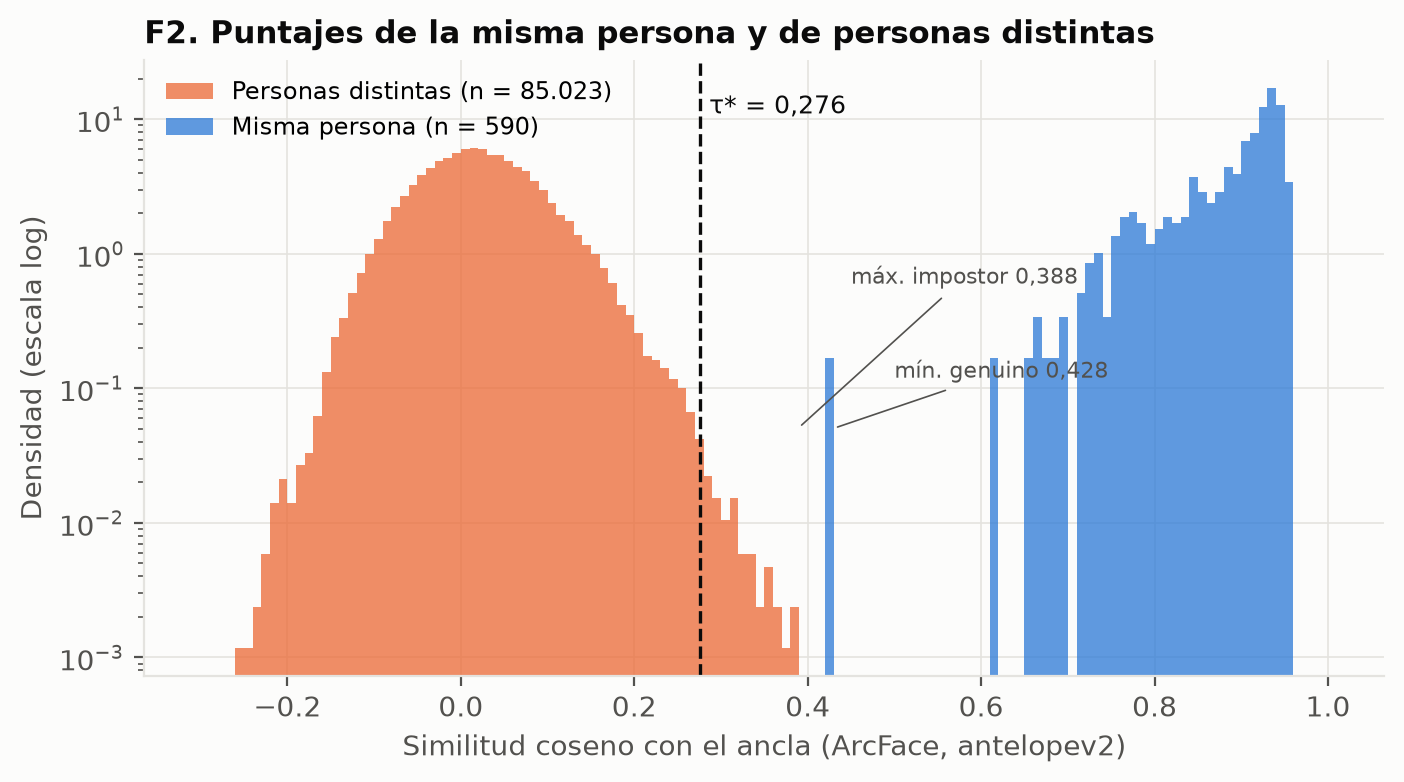 F2. Puntajes de la misma persona y de personas distintas
Personas distintas (n = 85.023)
Misma persona (n = 590)
τ* = 0,276
máx. impostor 0,388
mín. genuino 0,428
Densidad (escala log)
10¹
10⁰
10⁻¹
10⁻²
10⁻³
−0.2 0.0 0.2 0.4 0.6 0.8 1.0
Similitud coseno con el ancla (ArcFace, antelopev2)